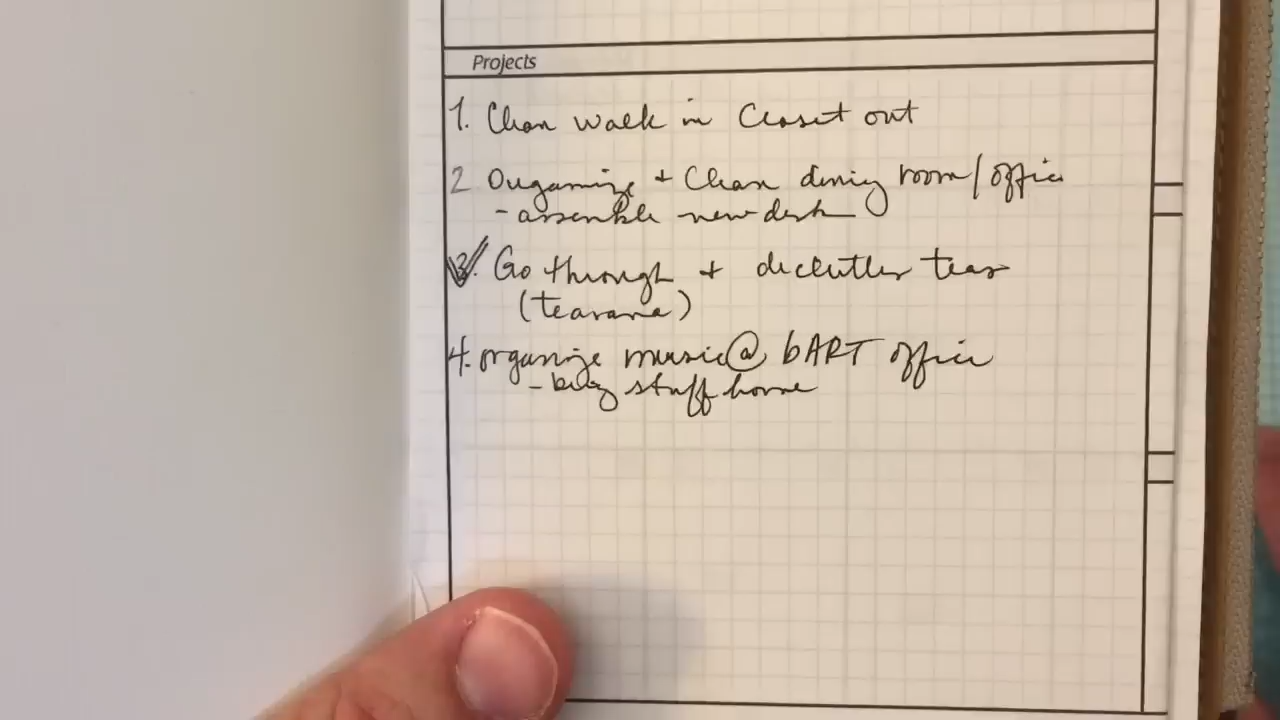 Projects
1. Clean walk in Closet out
2 Organize + Clean dining room/office
- assemble new desk
3. Go through + declutter teas
(teavana)
4. organize music @ bART office
- bring stuff home